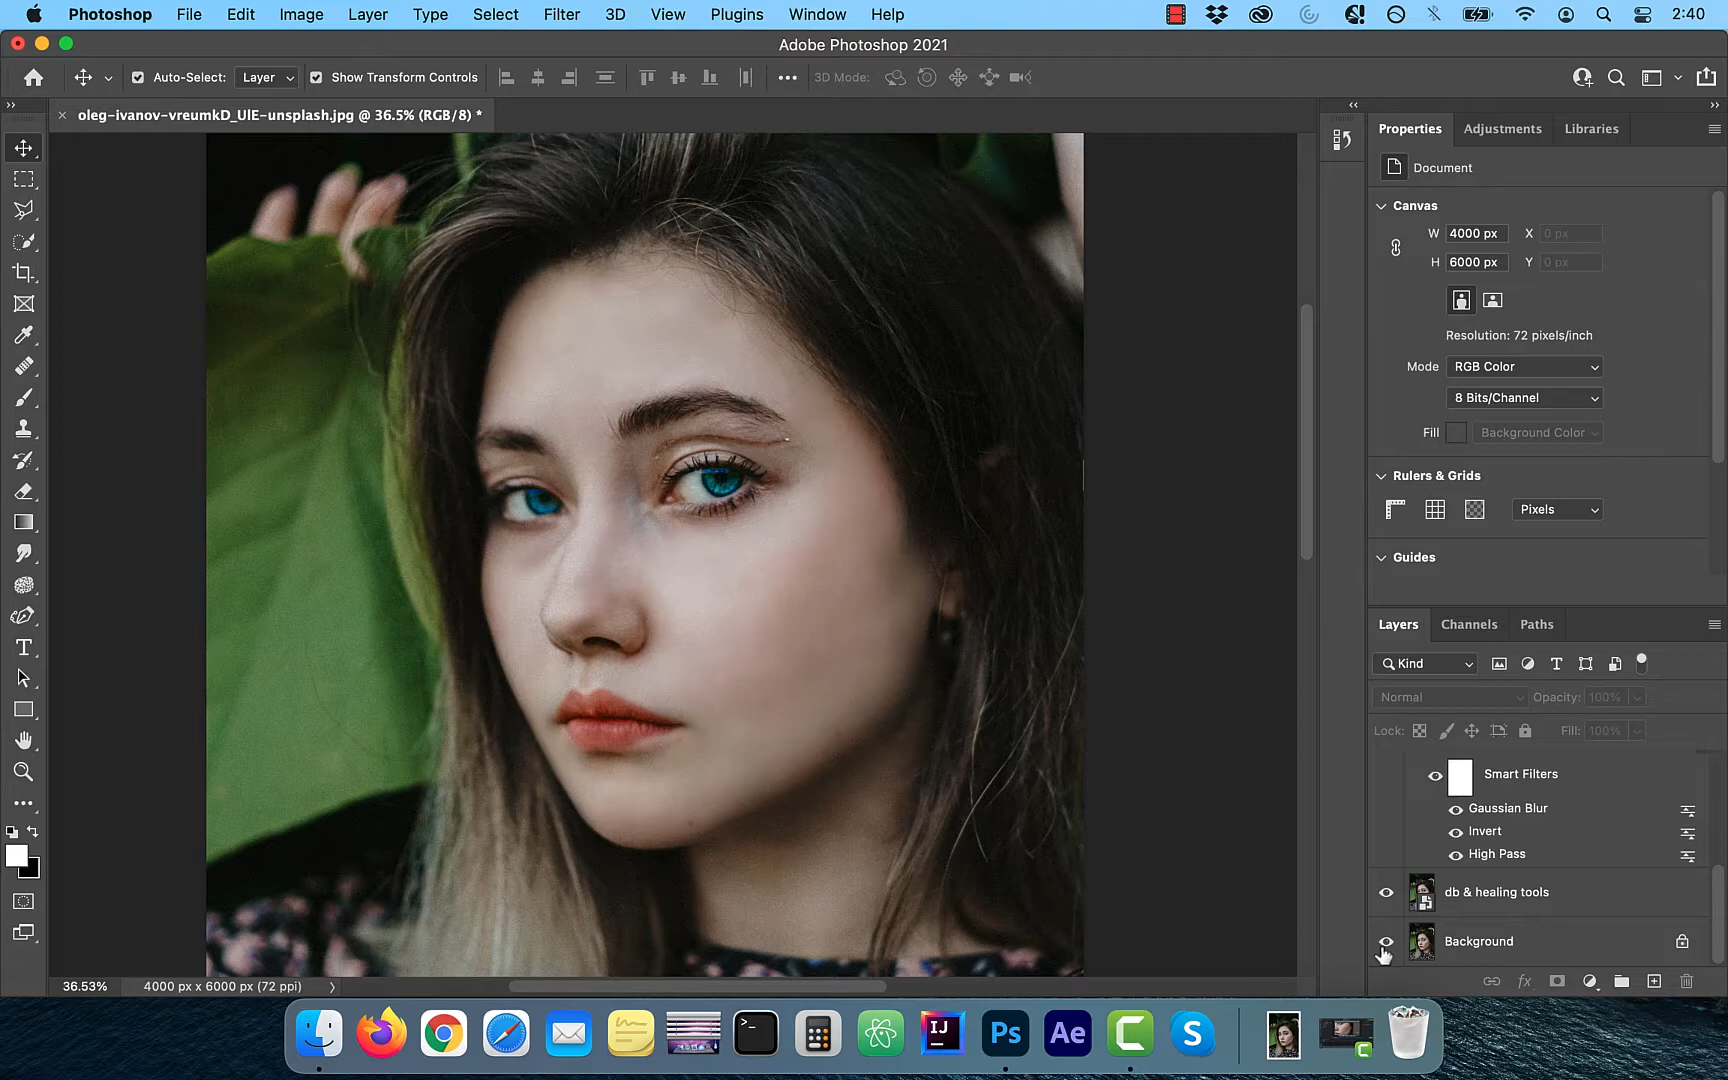 Photoshop File Edit Image Layer Type Select Filter 3D View Plugins Window Help 2:40
Adobe Photoshop 2021
Auto-Select: Layer Show Transform Controls 3D Mode:
oleg-ivanov-vreumkD_UlE-unsplash.jpg @ 36.5% (RGB/8) *
Properties Adjustments Libraries
Document
Canvas
W 4000 px X 0 px
H 6000 px Y 0 px
Resolution: 72 pixels/inch
Mode RGB Color
8 Bits/Channel
Fill Background Color
Rulers & Grids
Pixels
Guides
Layers Channels Paths
Kind
Normal Opacity: 100%
Lock: Fill: 100%
Smart Filters
Gaussian Blur
Invert
High Pass
db & healing tools
Background
36.53% 4000 px x 6000 px (72 ppi)
IJ Ps Ae C S